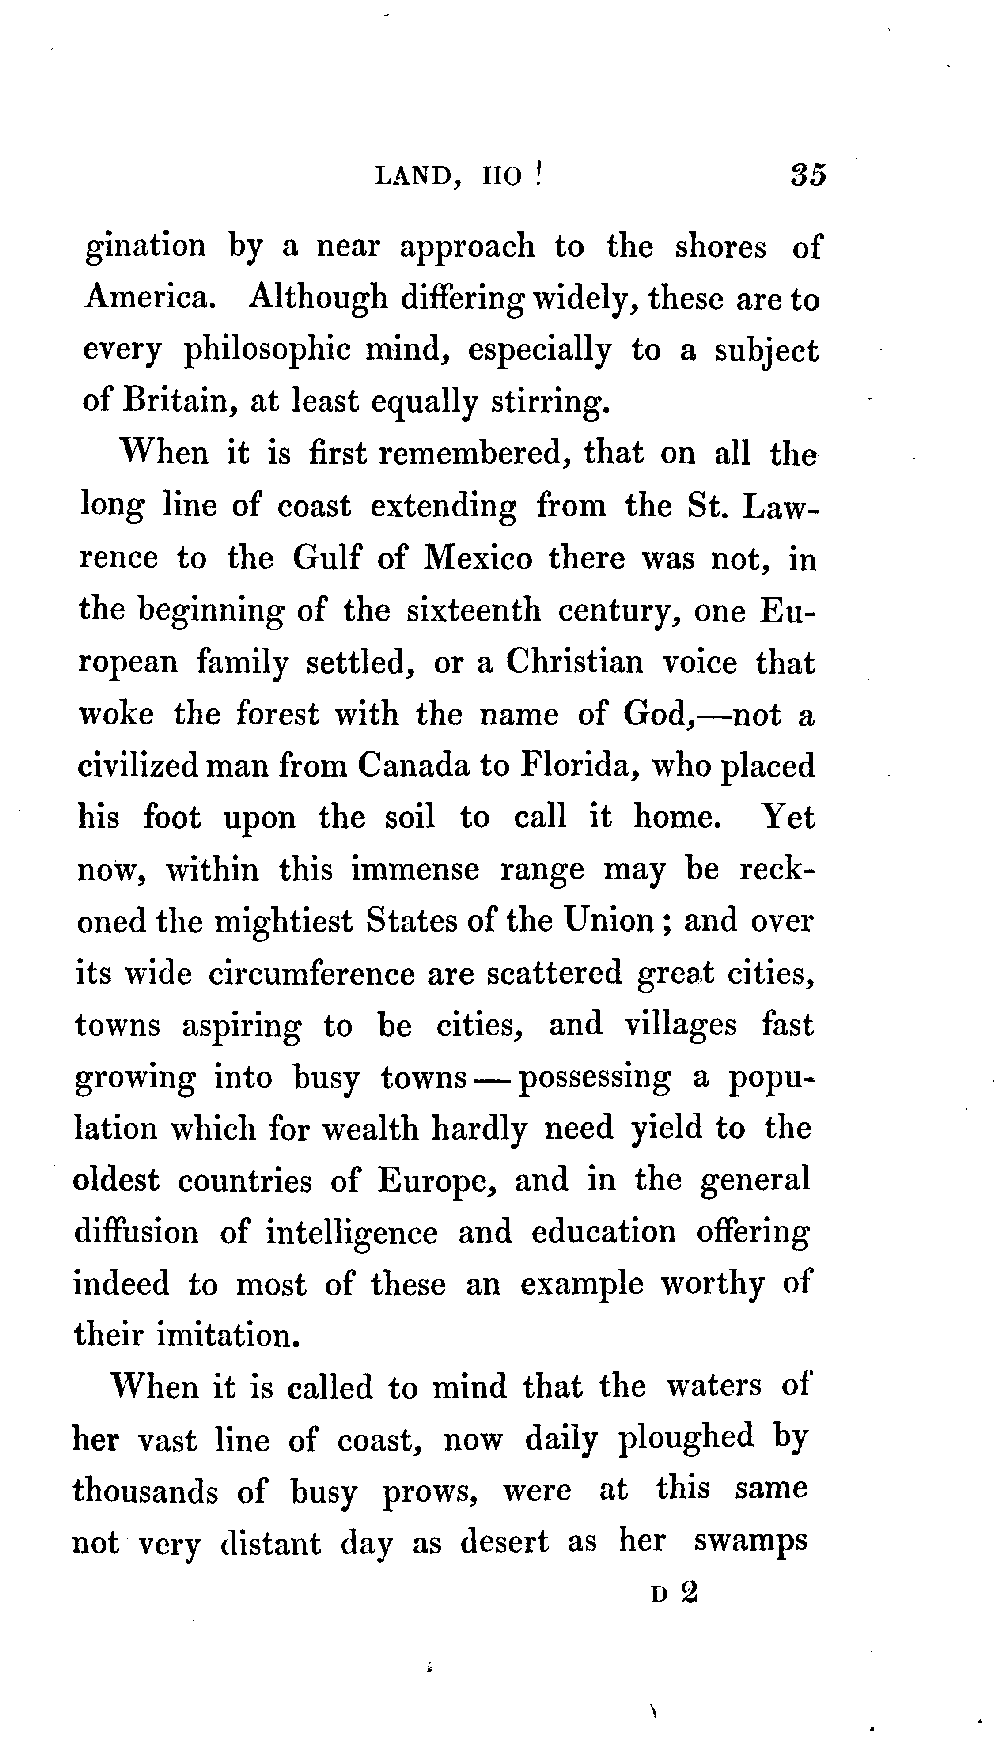 LAND, HO ! 35
gination by a near approach to the shores of
America. Although differing widely, these are to
every philosophic mind, especially to a subject
of Britain, at least equally stirring.
When it is first remembered, that on all the
long line of coast extending from the St. Law-
rence to the Gulf of Mexico there was not, in
the beginning of the sixteenth century, one Eu-
ropean family settled, or a Christian voice that
woke the forest with the name of God,—not a
civilized man from Canada to Florida, who placed
his foot upon the soil to call it home. Yet
now, within this immense range may be reck-
oned the mightiest States of the Union ; and over
its wide circumference are scattered great cities,
towns aspiring to be cities, and villages fast
growing into busy towns — possessing a popu-
lation which for wealth hardly need yield to the
oldest countries of Europe, and in the general
diffusion of intelligence and education offering
indeed to most of these an example worthy of
their imitation.
When it is called to mind that the waters of
her vast line of coast, now daily ploughed by
thousands of busy prows, were at this same
not very distant day as desert as her swamps
D 2